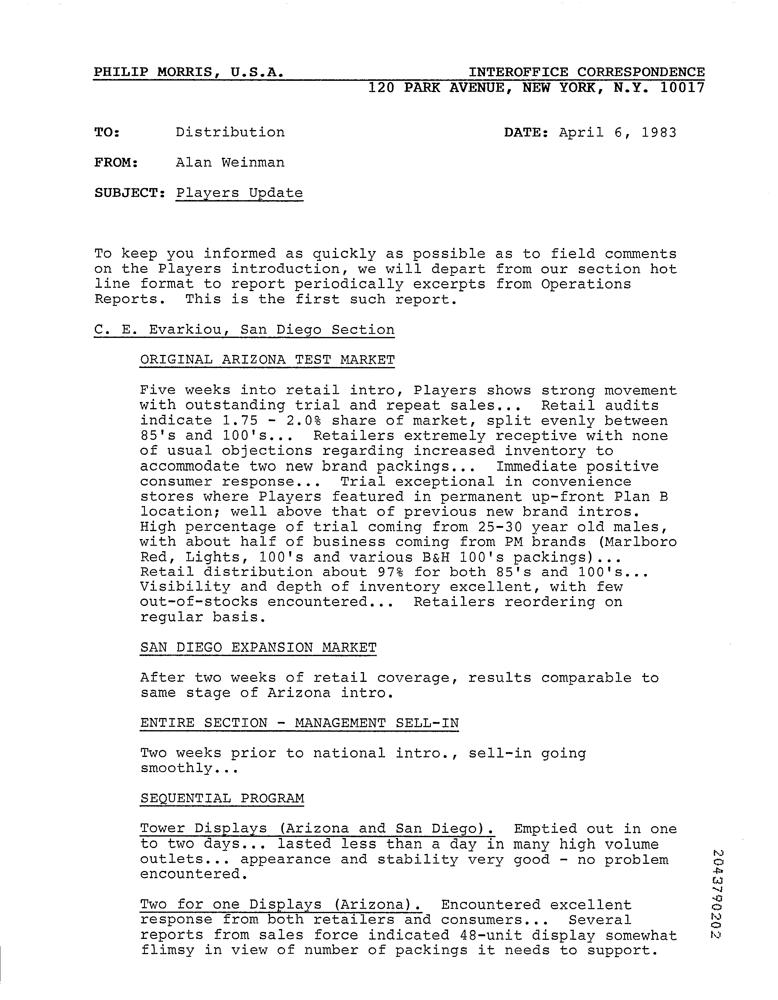 PHILIP MORRIS, U.S.A. INTEROFFICE CORRESPONDENCE
120 PARK AVENUE, NEW YORK, N.Y. 10017
TO: Distribution DATE: April 6, 1983
FROM: Alan Weinman
SUBJECT: Players Update
To keep you informed as quickly as possible as to field comments
on the Players introduction, we will depart from our section hot
line format to report periodically excerpts from Operations
Reports. This is the first such report.
C. E. Evarkiou, San Diego Section
ORIGINAL ARIZONA TEST MARKET
Five weeks into retail intro, Players shows strong movement
with outstanding trial and repeat sales... Retail audits
indicate 1.75 - 2.0% share of market, split evenly between
85's and 100's... Retailers extremely receptive with none
of usual objections regarding increased inventory to
accommodate two new brand packings... Immediate positive
consumer response... Trial exceptional in convenience
stores where Players featured in permanent up-front Plan B
location; well above that of previous new brand intros.
High percentage of trial coming from 25-30 year old males,
with about half of business coming from PM brands (Marlboro
Red, Lights, 100's and various B&H 100's packings)...
Retail distribution about 97% for both 85's and 100's...
Visibility and depth of inventory excellent, with few
out-of-stocks encountered... Retailers reordering on
regular basis.
SAN DIEGO EXPANSION MARKET
After two weeks of retail coverage, results comparable to
same stage of Arizona intro.
ENTIRE SECTION - MANAGEMENT SELL-IN
Two weeks prior to national intro., sell-in going
smoothly...
SEQUENTIAL PROGRAM
Tower Displays (Arizona and San Diego). Emptied out in one
to two days... lasted less than a day in many high volume
outlets... appearance and stability very good - no problem
encountered.
Two for one Displays (Arizona). Encountered excellent
response from both retailers and consumers... Several
reports from sales force indicated 48-unit display somewhat
flimsy in view of number of packings it needs to support.
2043790202